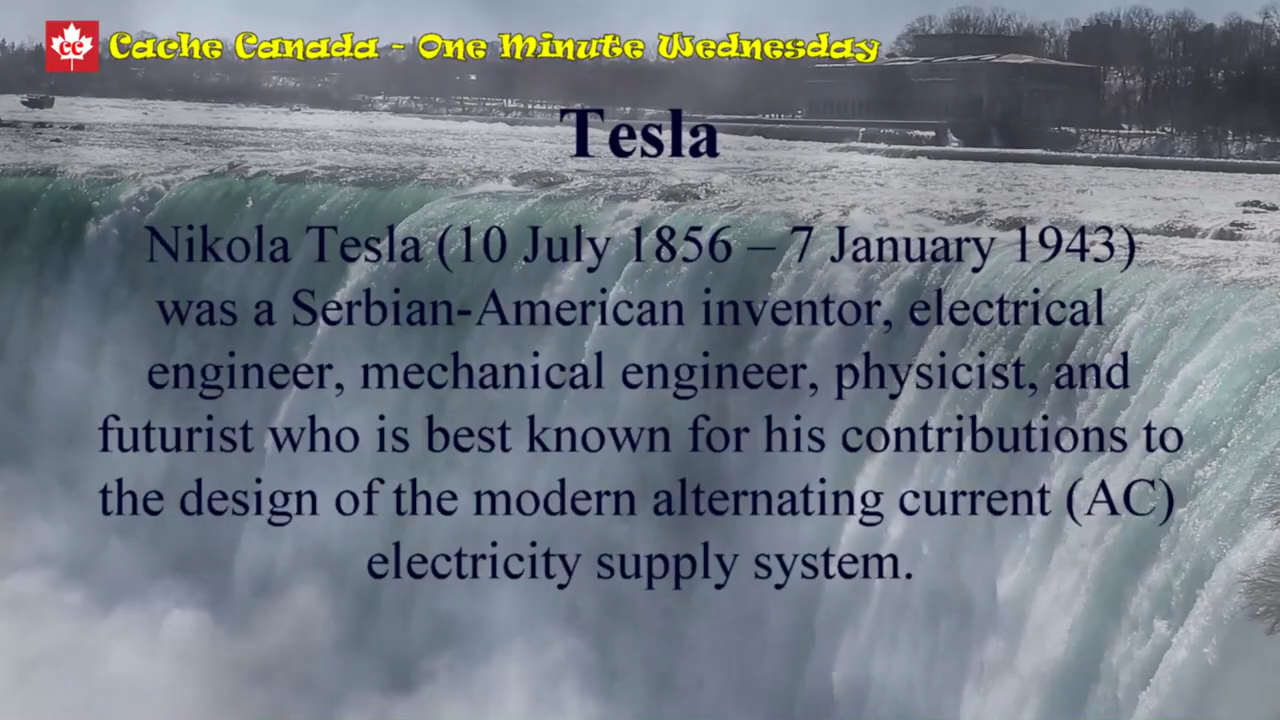 CC Cache Canada - One Minute Wednesday
Tesla
Nikola Tesla (10 July 1856 – 7 January 1943)
was a Serbian-American inventor, electrical
engineer, mechanical engineer, physicist, and
futurist who is best known for his contributions to
the design of the modern alternating current (AC)
electricity supply system.